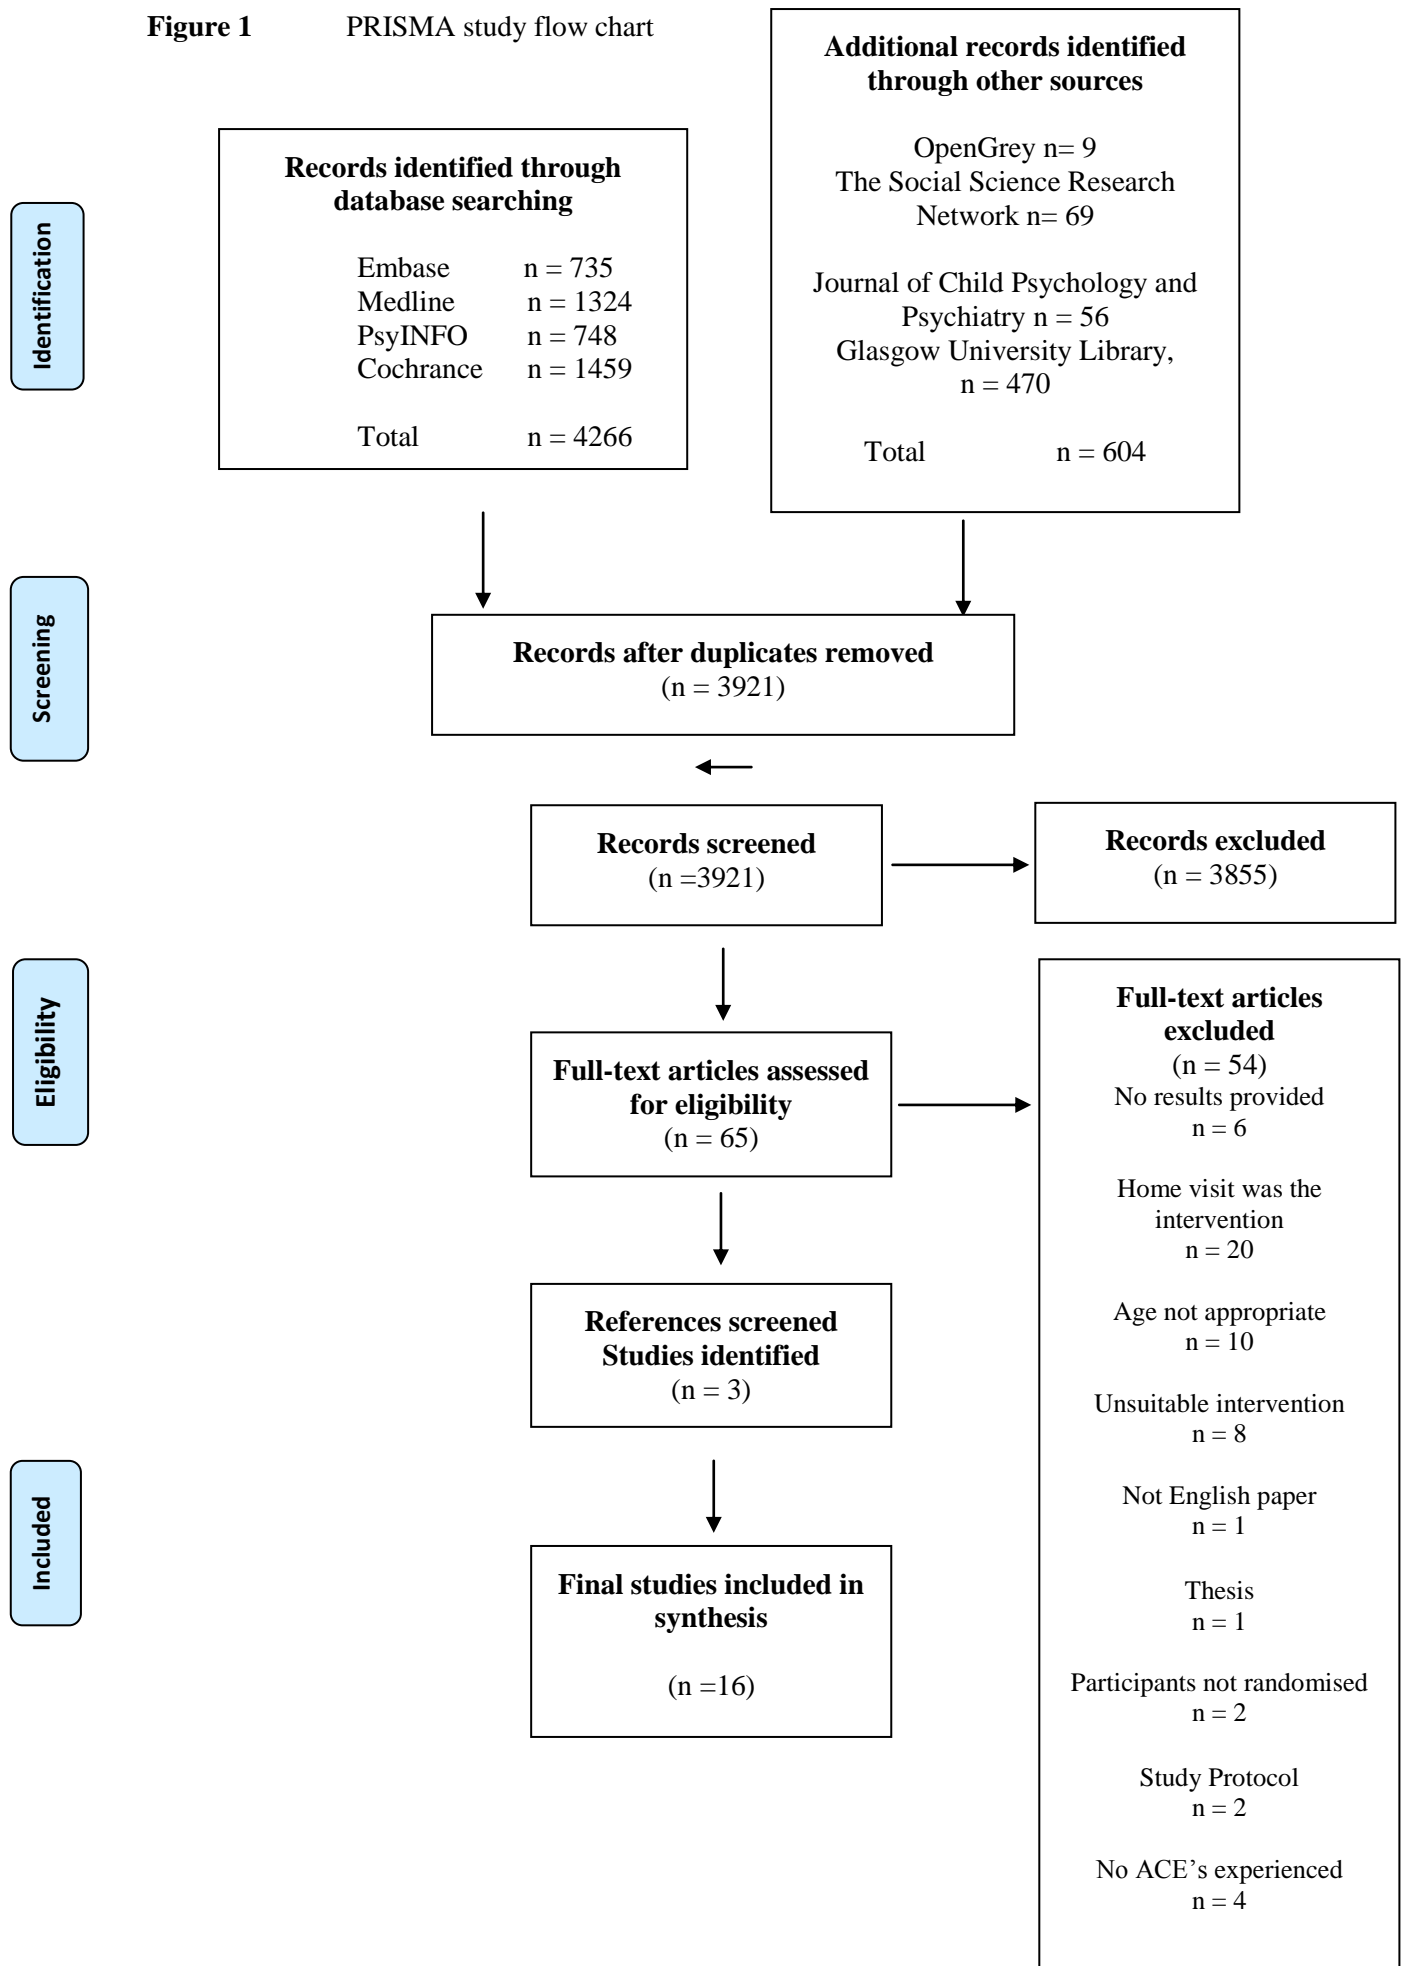 Figure 1 PRISMA study flow chart
Additional records identified
through other sources
OpenGrey n= 9
The Social Science Research
Network n= 69
Journal of Child Psychology and
Psychiatry n = 56
Glasgow University Library,
n = 470
Total n = 604
Records identified through
database searching
Embase n = 735
Medline n = 1324
PsyINFO n = 748
Cochrance n = 1459
Total n = 4266
Identification
Screening
Records after duplicates removed
(n = 3921)
Records screened
(n =3921)
Records excluded
(n = 3855)
Eligibility
Full-text articles assessed
for eligibility
(n = 65)
Full-text articles
excluded
(n = 54)
No results provided
n = 6
Home visit was the
intervention
n = 20
Age not appropriate
n = 10
Unsuitable intervention
n = 8
Not English paper
n = 1
Thesis
n = 1
Participants not randomised
n = 2
Study Protocol
n = 2
No ACE’s experienced
n = 4
References screened
Studies identified
(n = 3)
Included
Final studies included in
synthesis
(n =16)